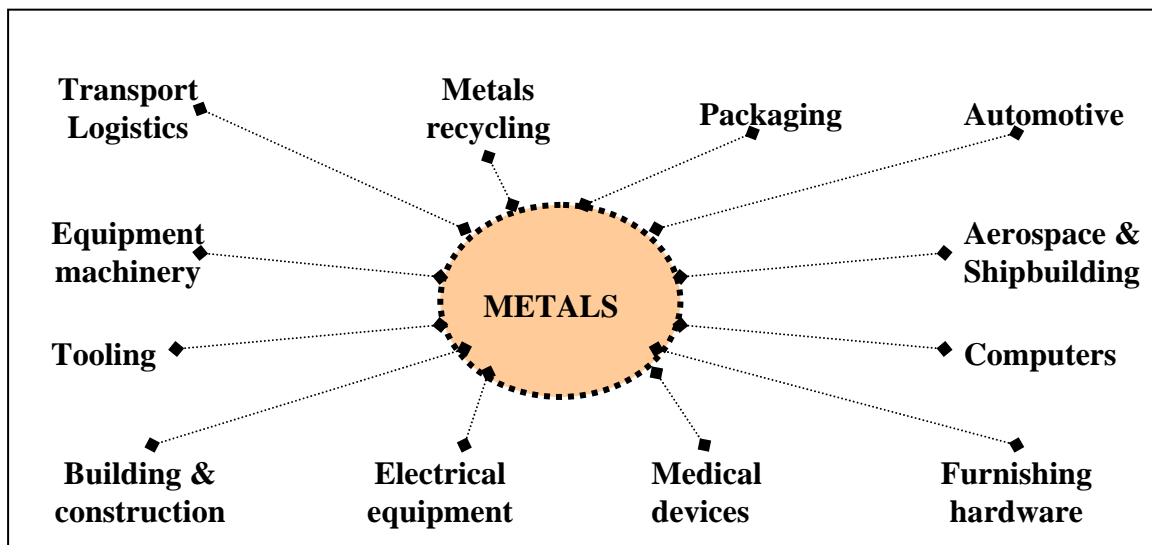 Transport
Logistics
Metals
recycling
Packaging
Automotive
Equipment
machinery
Aerospace &
Shipbuilding
METALS
Tooling
Computers
Building &
construction
Electrical
equipment
Medical
devices
Furnishing
hardware